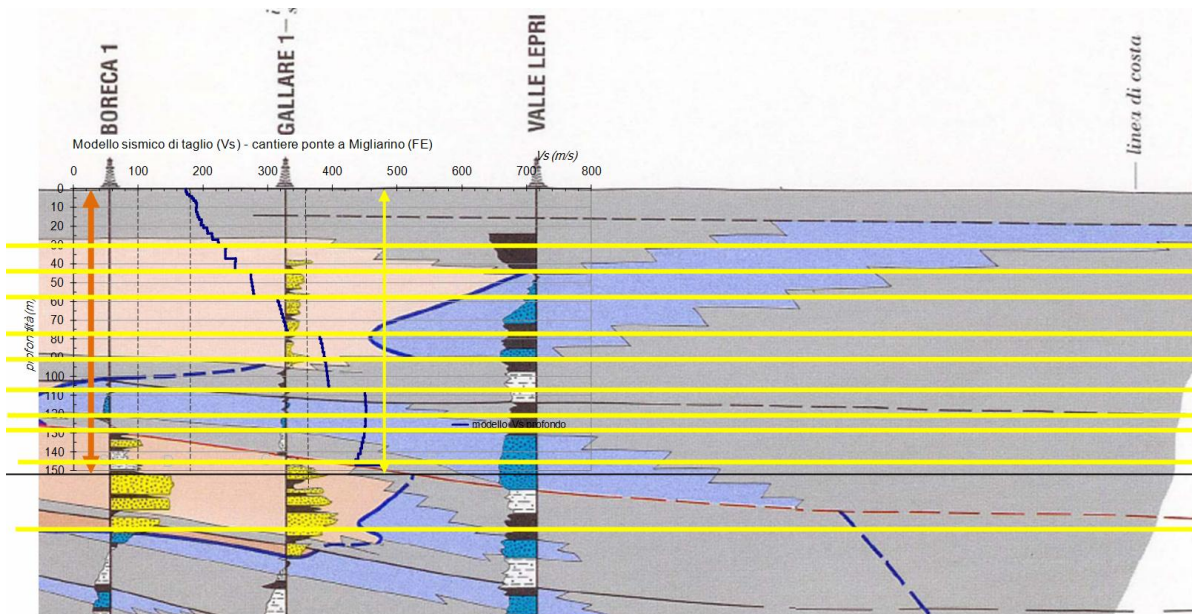 BORECA 1
GALLARE 1
VALLE LEPRI
linea di costa
Modello sismico di taglio (Vs) - cantiere ponte a Migliarino (FE)
Vs (m/s)
0 100 200 300 400 500 600 700 800
profondità (m)
0
10
20
30
40
50
60
70
80
90
100
110
120
130
140
150
modello Vs profondo